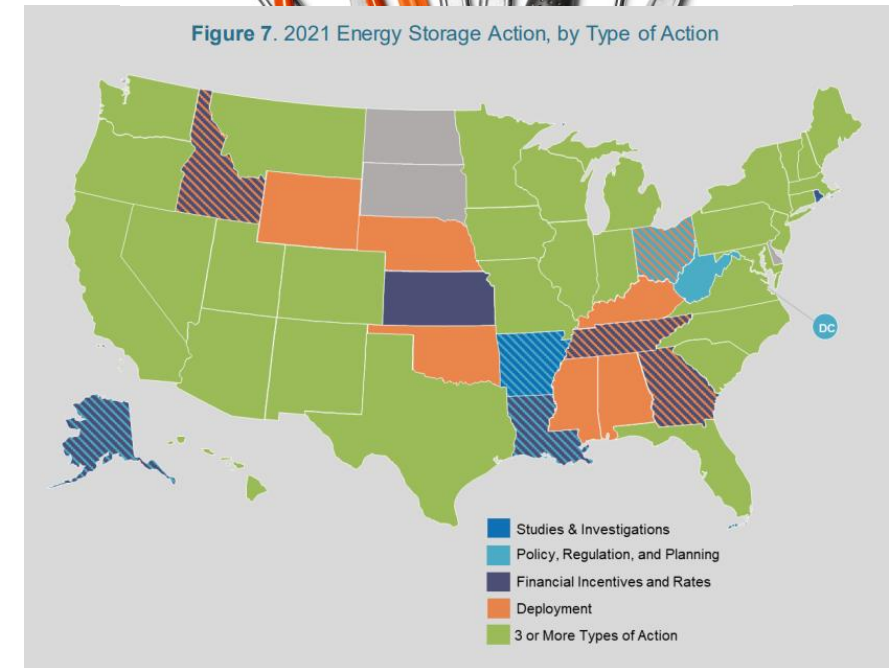 Figure 7. 2021 Energy Storage Action, by Type of Action
DC
Studies & Investigations
Policy, Regulation, and Planning
Financial Incentives and Rates
Deployment
3 or More Types of Action